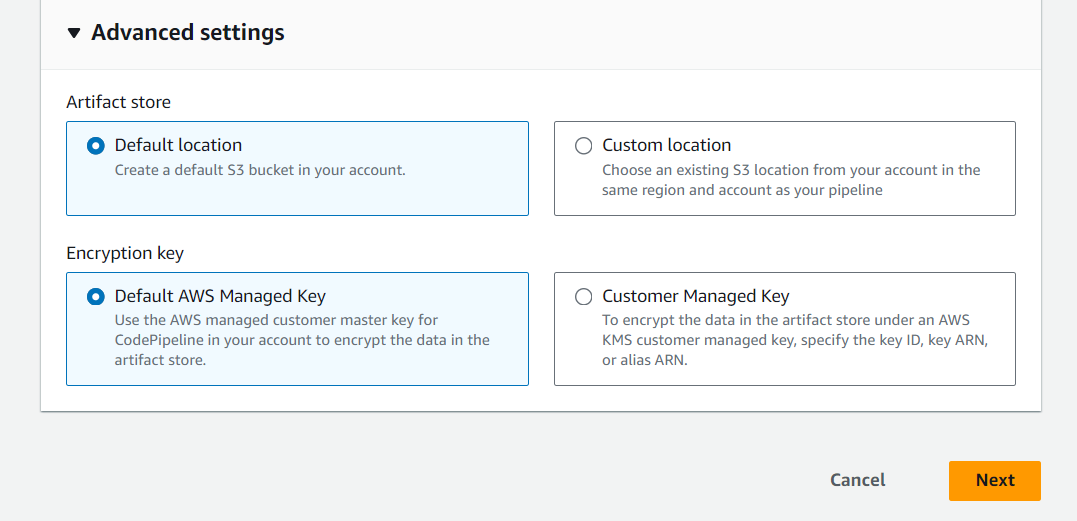 Advanced settings
Artifact store
Default location
Create a default S3 bucket in your account.
Custom location
Choose an existing S3 location from your account in the
same region and account as your pipeline
Encryption key
Default AWS Managed Key
Use the AWS managed customer master key for
CodePipeline in your account to encrypt the data in the
artifact store.
Customer Managed Key
To encrypt the data in the artifact store under an AWS
KMS customer managed key, specify the key ID, key ARN,
or alias ARN.
Cancel
Next